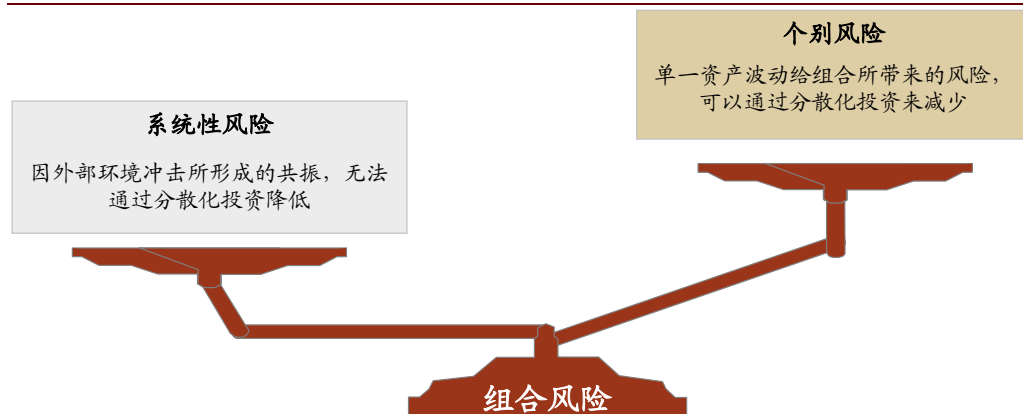 个别风险
单一资产波动给组合所带来的风险，
可以通过分散化投资来减少
系统性风险
因外部环境冲击所形成的共振，无法
通过分散化投资降低
组合风险